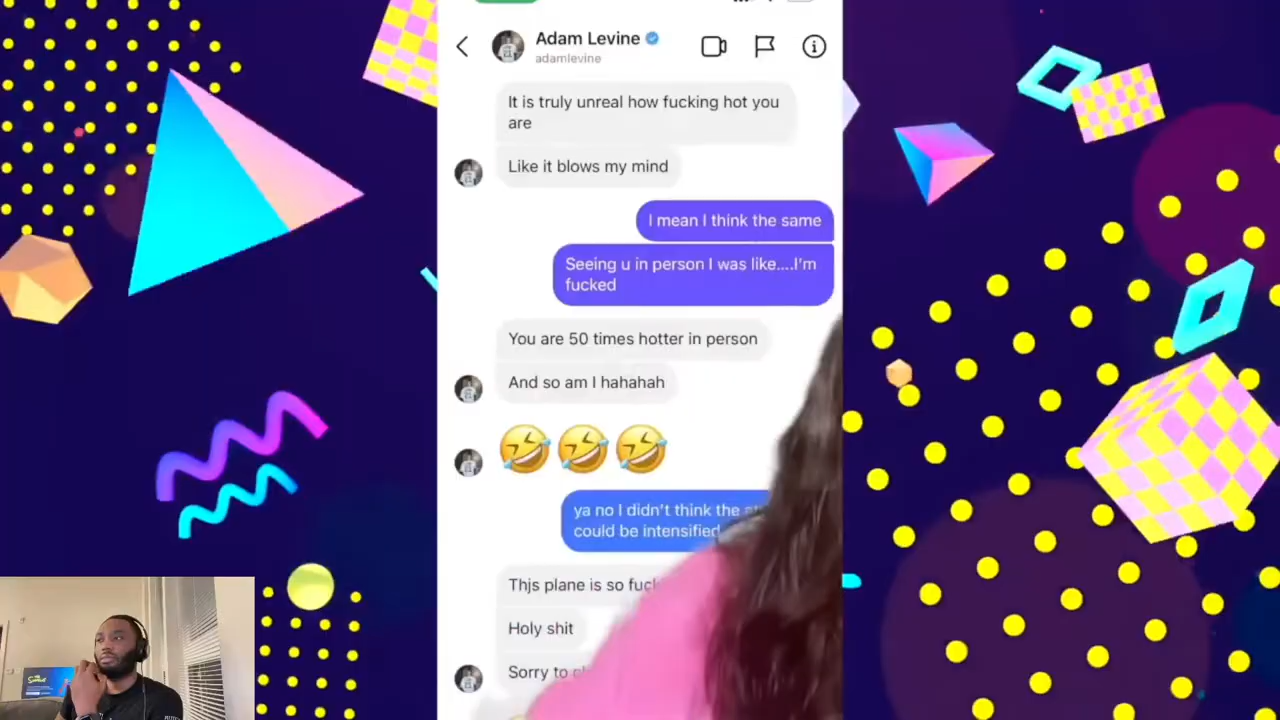 Adam Levine
adamlevine
It is truly unreal how fucking hot you
are
Like it blows my mind
I mean I think the same
Seeing u in person I was like....I'm
fucked
You are 50 times hotter in person
And so am I hahahah
ya no I didn't think the
could be intensified
Thjs plane is so
Holy shit
Sorry to